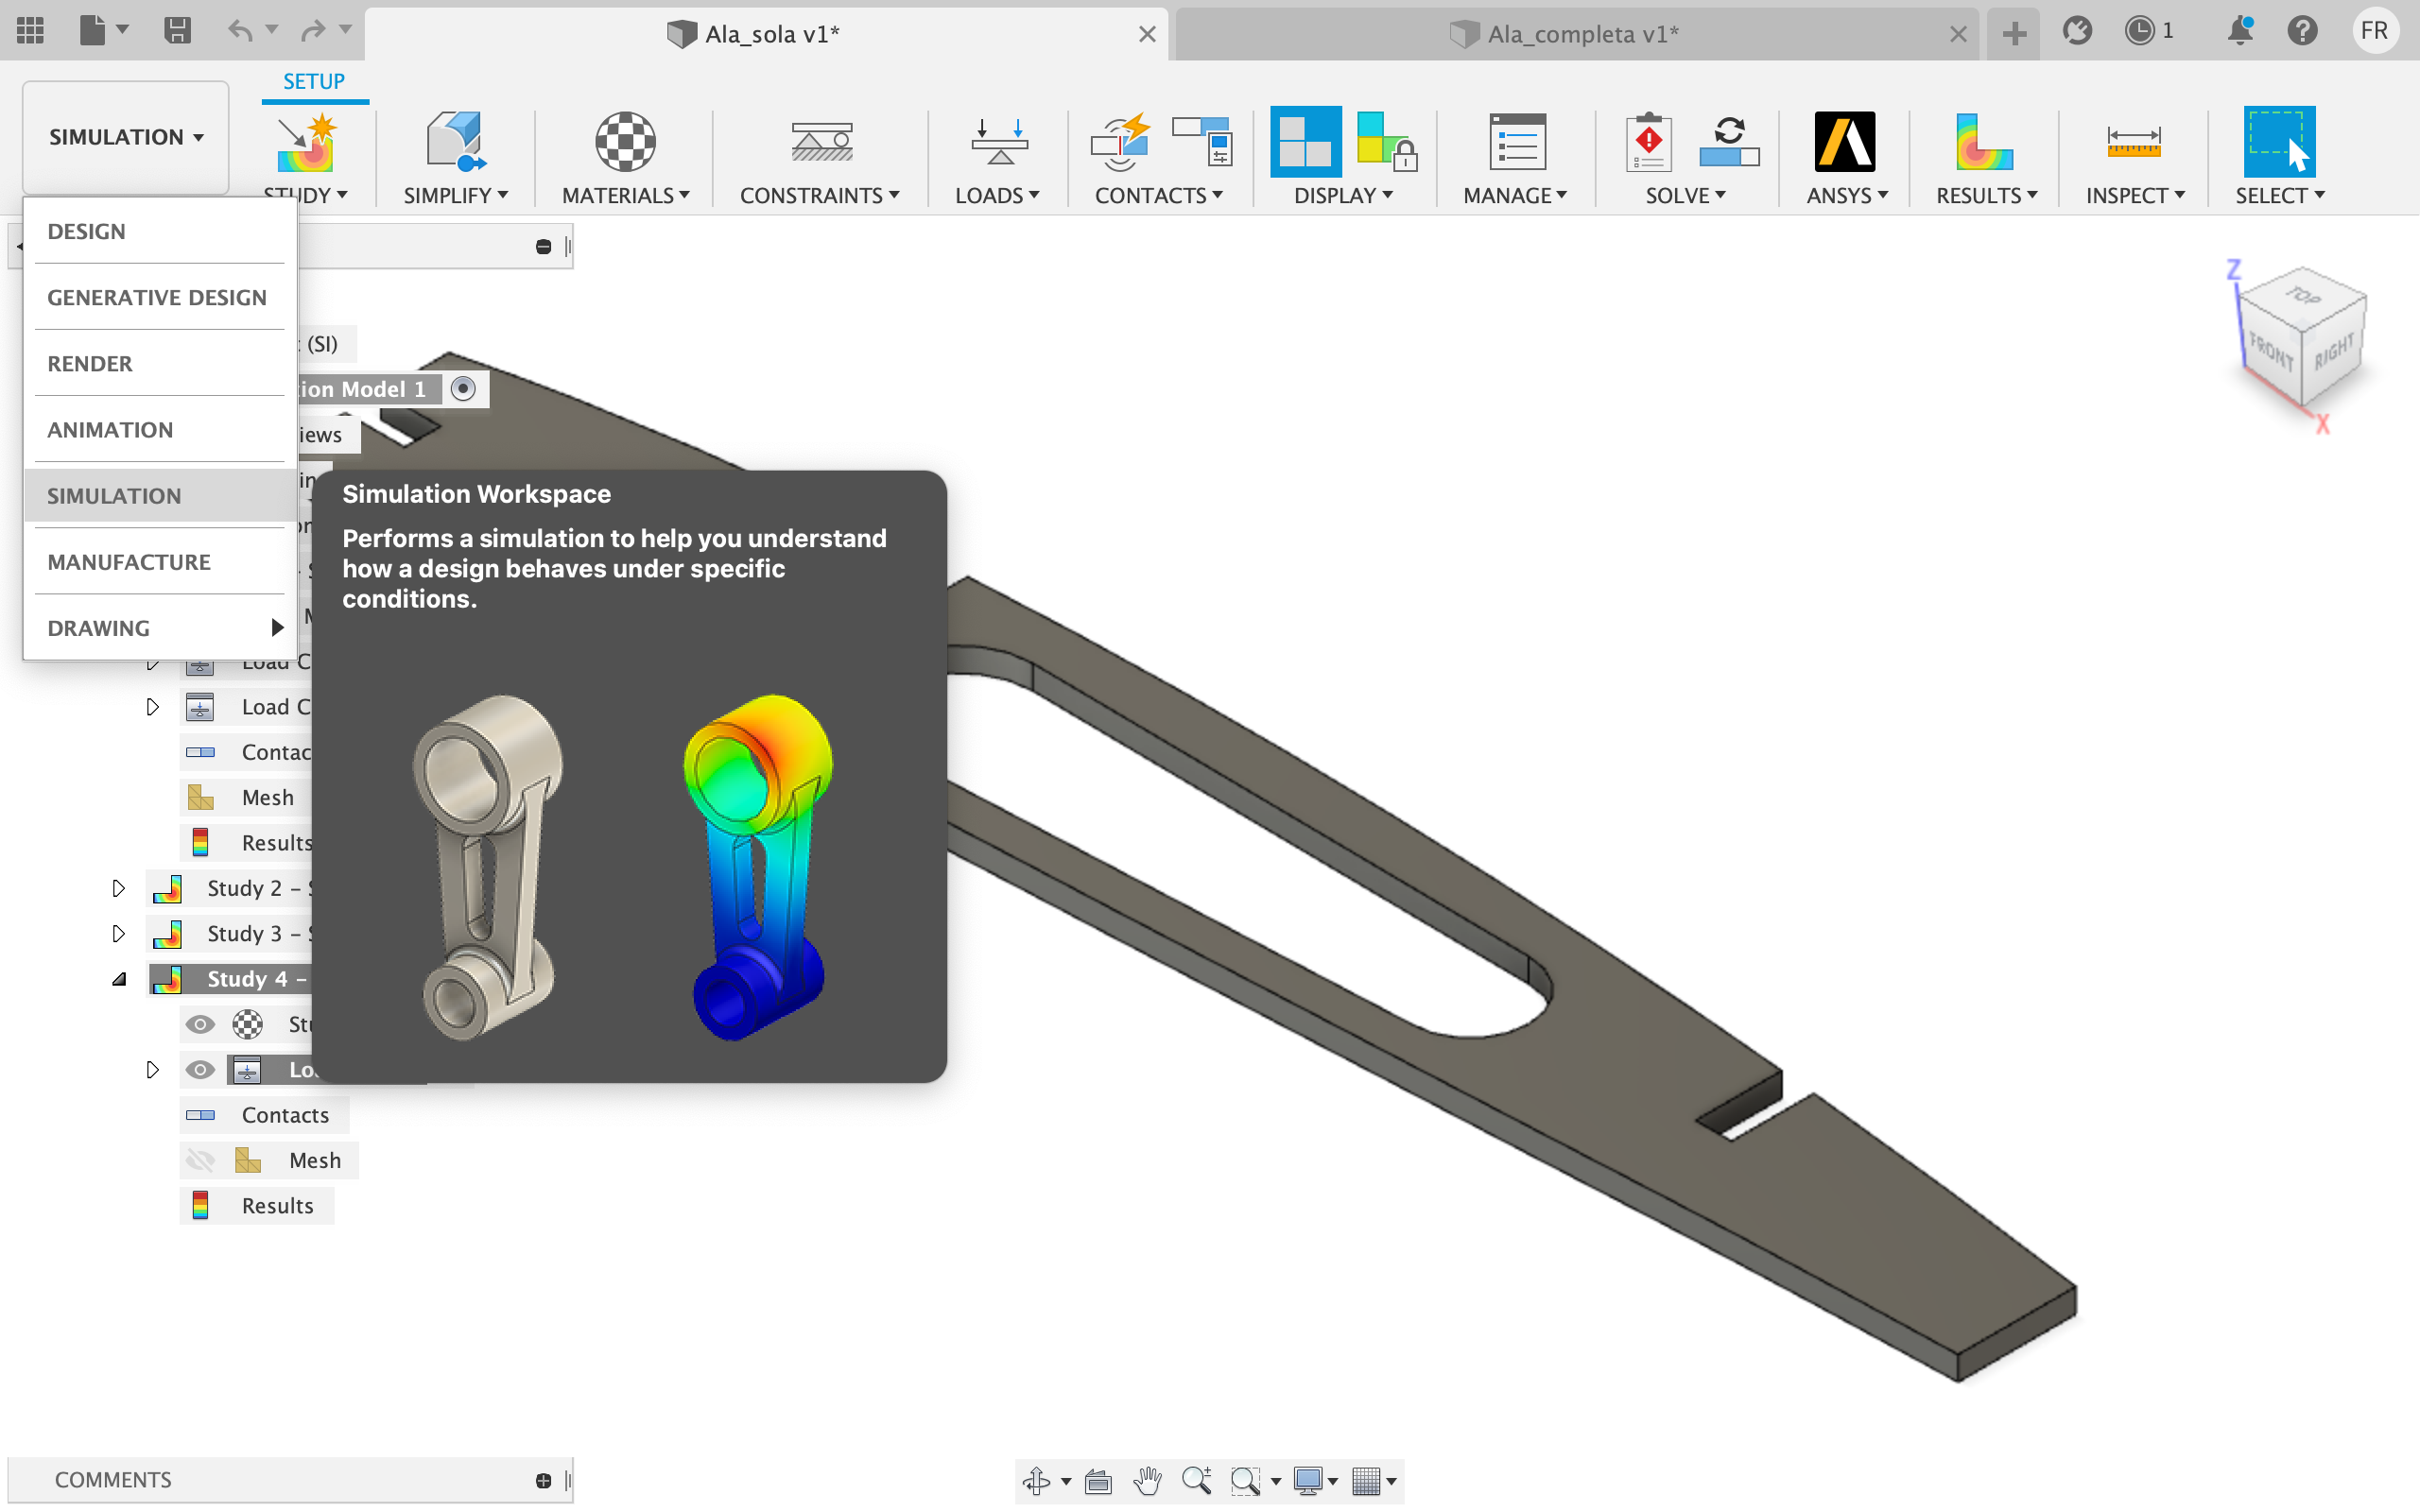 Ala_sola v1*
Ala_completa v1*
1
FR
SETUP
SIMULATION
STUDY
SIMPLIFY
MATERIALS
CONSTRAINTS
LOADS
CONTACTS
DISPLAY
MANAGE
SOLVE
ANSYS
RESULTS
INSPECT
SELECT
DESIGN
GENERATIVE DESIGN
RENDER
ANIMATION
SIMULATION
MANUFACTURE
DRAWING
(SI)
ion Model 1
iews
Simulation Workspace
Performs a simulation to help you understand
how a design behaves under specific
conditions.
Load C
Load C
Contac
Mesh
Results
Study 2 –
Study 3 –
Study 4 –
Stu
Lo
Contacts
Mesh
Results
Z
TOP
FRONT
RIGHT
X
COMMENTS